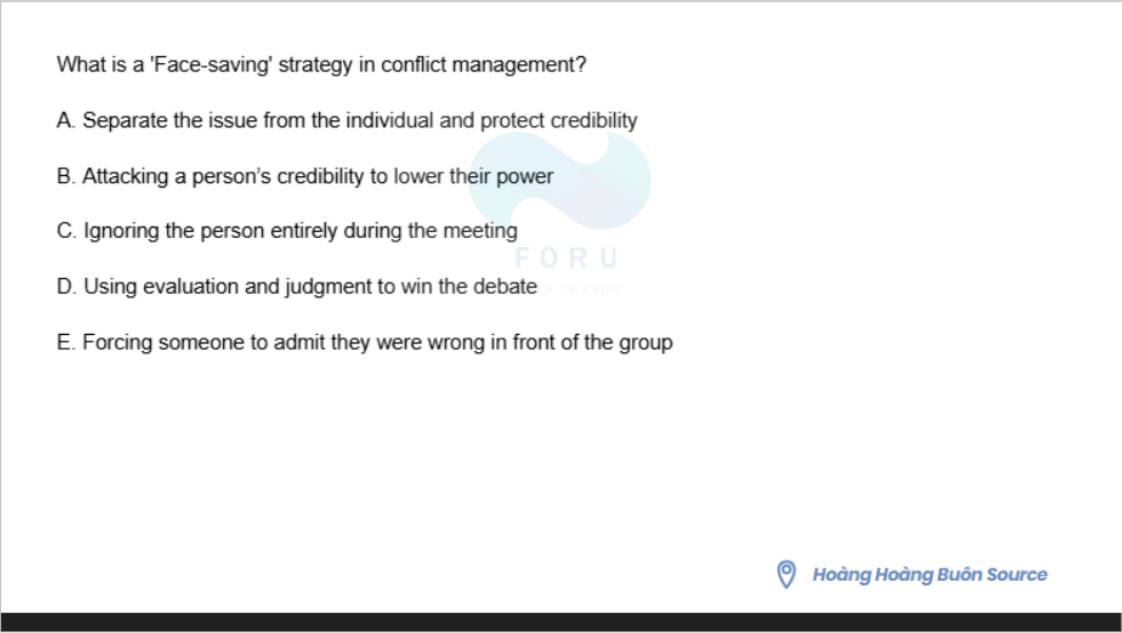 What is a 'Face-saving' strategy in conflict management?
A. Separate the issue from the individual and protect credibility
B. Attacking a person's credibility to lower their power
C. Ignoring the person entirely during the meeting
FORU
D. Using evaluation and judgment to win the debate
TO KNOW
E. Forcing someone to admit they were wrong in front of the group
Hoàng Hoàng Buôn Source